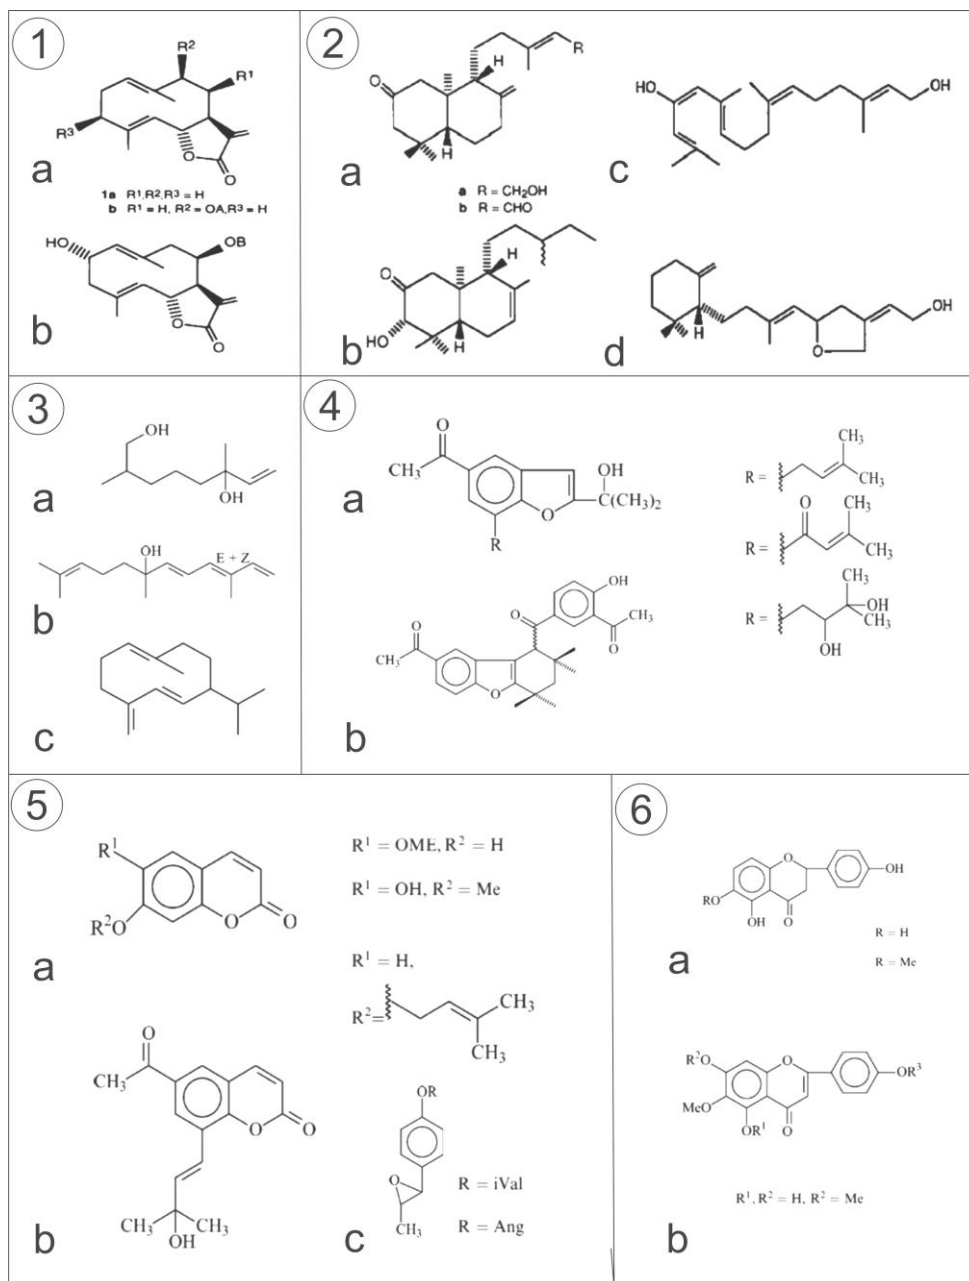 1
R²
R¹
R³
O
O
a
1a R¹,R²,R³ = H
b R¹ = H, R² = OA,R³ = H
HO
OB
O
O
b
2
R
H
O
H
a
a R = CH₂OH
b R = CHO
H
O
HO
H
b
HO
OH
c
OH
H
O
d
3
OH
OH
a
OH
E + Z
b
c
4
O
CH₃
OH
C(CH₃)₂
O
R
a
CH₃
R =
CH₃
O
CH₃
R =
CH₃
CH₃
R =
OH
CH₃
OH
OH
O
CH₃
O
O
CH₃
O
b
5
R¹
R²O
O
O
a
R¹ = OME, R² = H
R¹ = OH, R² = Me
R¹ = H,
R² =
CH₃
CH₃
O
CH₃
O
O
CH₃
CH₃
OH
b
OR
O
CH₃
R = iVal
R = Ang
c
6
O
OH
RO
OH
O
R = H
R = Me
a
R²O
O
OR³
MeO
OR¹
O
R¹, R² = H, R² = Me
b